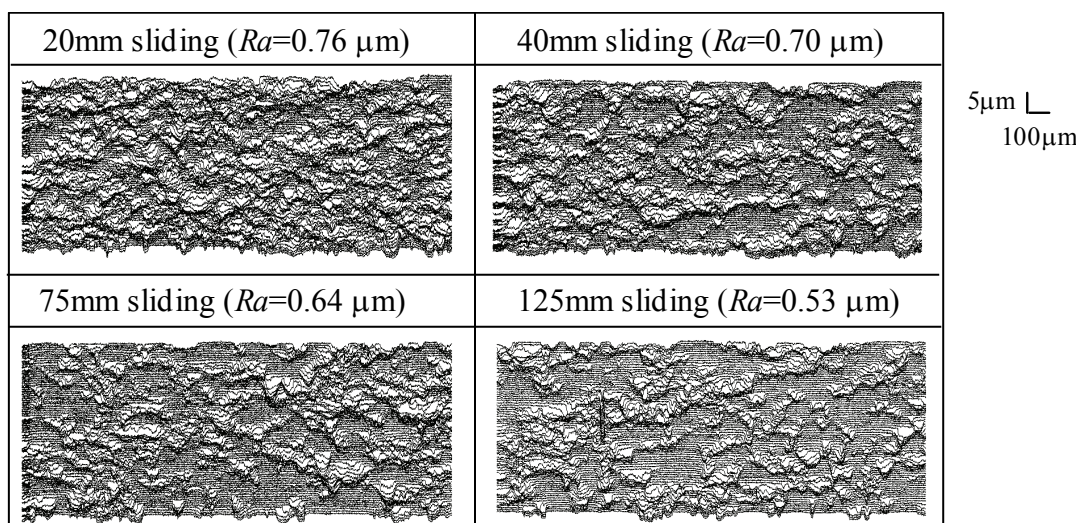 20mm sliding (Ra=0.76 µm)
40mm sliding (Ra=0.70 µm)
5µm
100µm
75mm sliding (Ra=0.64 µm)
125mm sliding (Ra=0.53 µm)